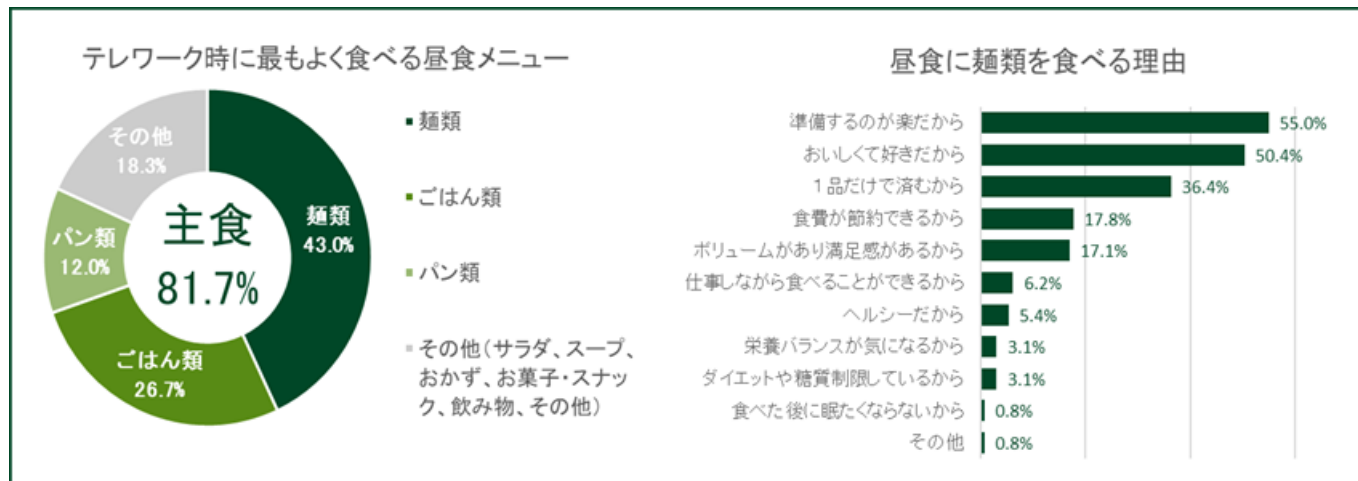 テレワーク時に最もよく食べる昼食メニュー
その他
18.3%
麺類
43.0%
パン類
12.0%
主食
81.7%
ごはん類
26.7%
▪麺類
▪ごはん類
▪パン類
▪その他(サラダ、スープ、
おかず、お菓子・スナッ
ク、飲み物、その他)
昼食に麺類を食べる理由
準備するのが楽だから 55.0%
おいしくて好きだから 50.4%
1品だけで済むから 36.4%
食費が節約できるから 17.8%
ボリュームがあり満足感があるから 17.1%
仕事しながら食べることができるから 6.2%
ヘルシーだから 5.4%
栄養バランスが気になるから 3.1%
ダイエットや糖質制限しているから 3.1%
食べた後に眠たくならないから 0.8%
その他 0.8%